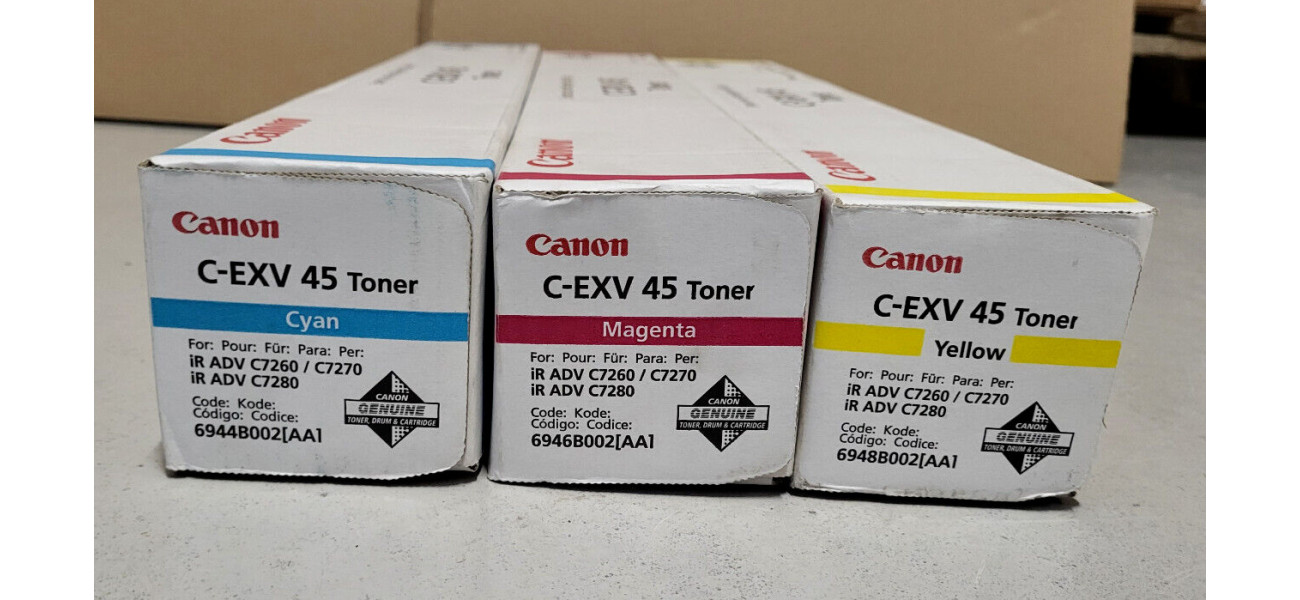 Canon
Canon
Canon
Canon
C-EXV 45 Toner
Cyan
For: Pour: Für: Para: Per:
iR ADV C7260 / C7270
iR ADV C7280
Code: Kode:
Código: Codice:
6944B002[AA]
CANON
GENUINE
TONER, DRUM & CARTRIDGE
Canon
C-EXV 45 Toner
Magenta
For: Pour: Für: Para: Per:
iR ADV C7260 / C7270
iR ADV C7280
Code: Kode:
Código: Codice:
6946B002[AA]
CANON
GENUINE
TONER, DRUM & CARTRIDGE
Canon
C-EXV 45 Toner
Yellow
For: Pour: Für: Para: Per:
iR ADV C7260 / C7270
iR ADV C7280
Code: Kode:
Código: Codice:
6948B002[AA]
CANON
GENUINE
TONER, DRUM & CARTRIDGE